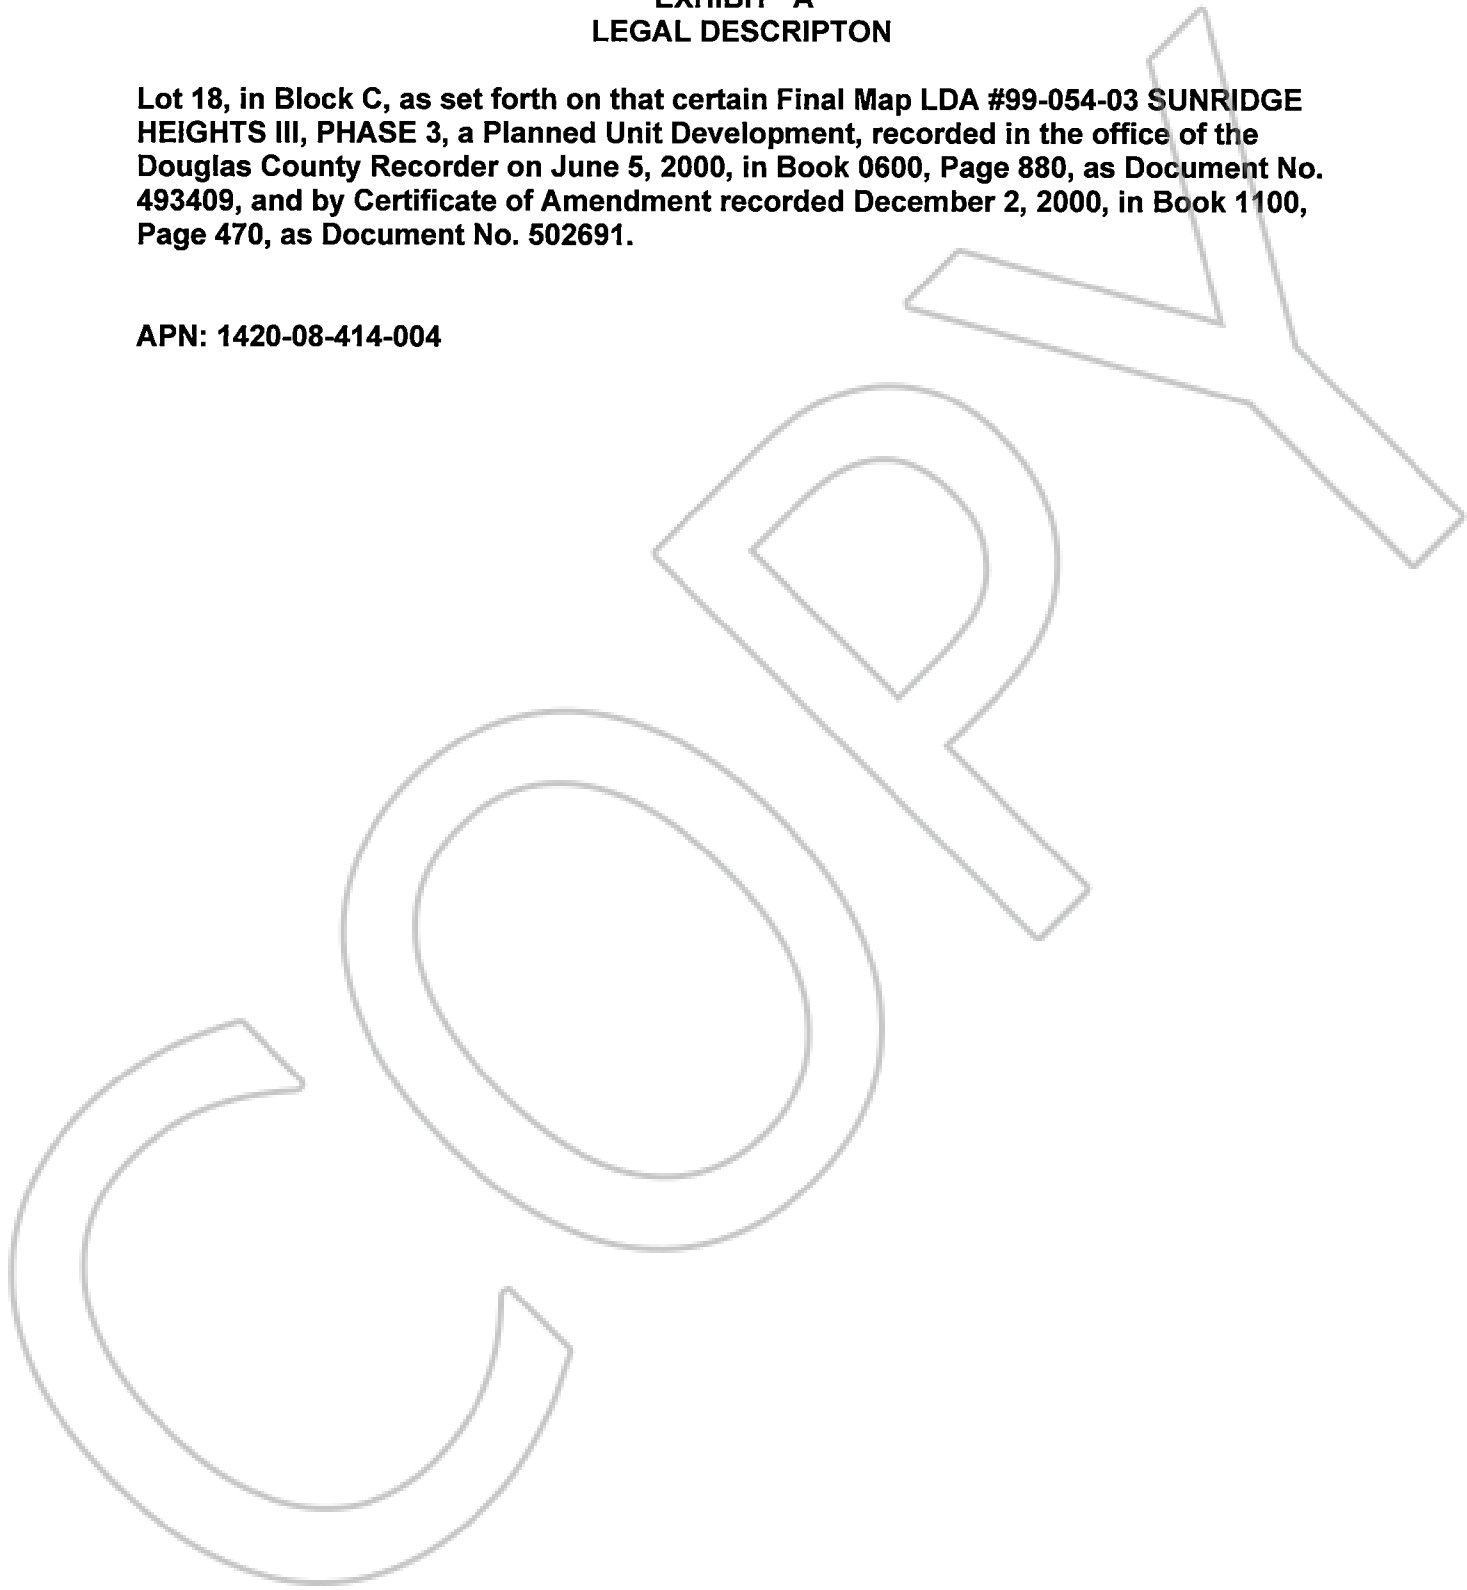 EXHIBIT "A"
LEGAL DESCRIPTON
Lot 18, in Block C, as set forth on that certain Final Map LDA #99-054-03 SUNRIDGE
HEIGHTS III, PHASE 3, a Planned Unit Development, recorded in the office of the
Douglas County Recorder on June 5, 2000, in Book 0600, Page 880, as Document No.
493409, and by Certificate of Amendment recorded December 2, 2000, in Book 1100,
Page 470, as Document No. 502691.
APN: 1420-08-414-004
COPY